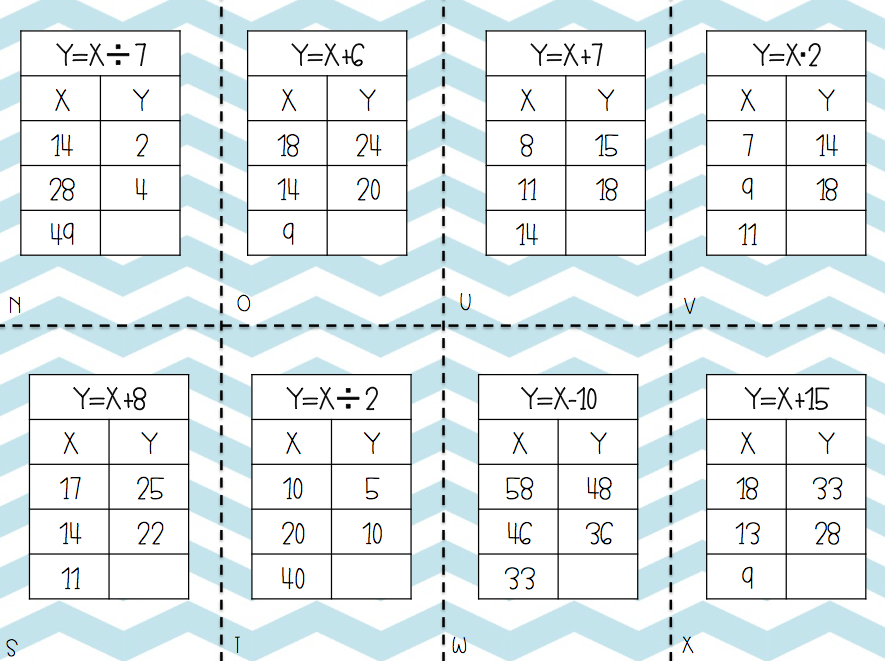 Y=X÷7
X Y
14 2
28 4
49
N
Y=X+6
X Y
18 24
14 20
9
O
Y=X+7
X Y
8 15
11 18
14
U
Y=X·2
X Y
7 14
9 18
11
V
Y=X+8
X Y
17 25
14 22
11
S
Y=X÷2
X Y
10 5
20 10
40
T
Y=X-10
X Y
58 48
46 36
33
W
Y=X+15
X Y
18 33
13 28
9
X